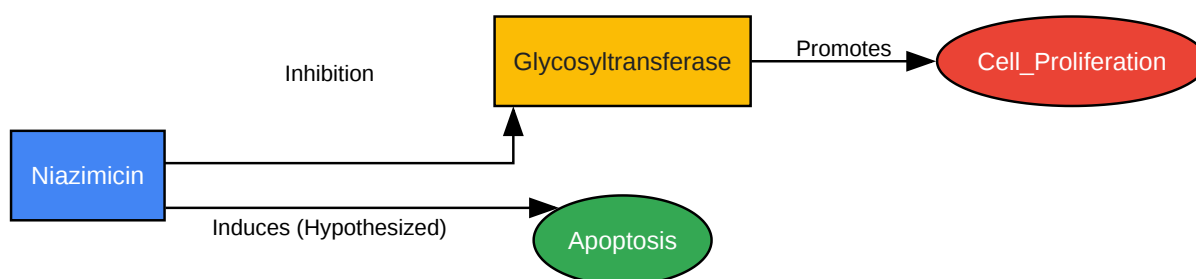 Glycosyltransferase
Promotes
Cell_Proliferation
Inhibition
Niazimicin
Induces (Hypothesized)
Apoptosis